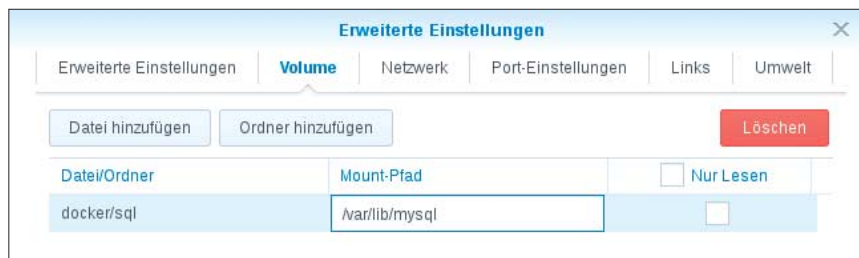 Erweiterte Einstellungen
Erweiterte Einstellungen Volume Netzwerk Port-Einstellungen Links Umwelt
Datei hinzufügen Ordner hinzufügen Löschen
Datei/Ordner Mount-Pfad Nur Lesen
docker/sql /var/lib/mysql